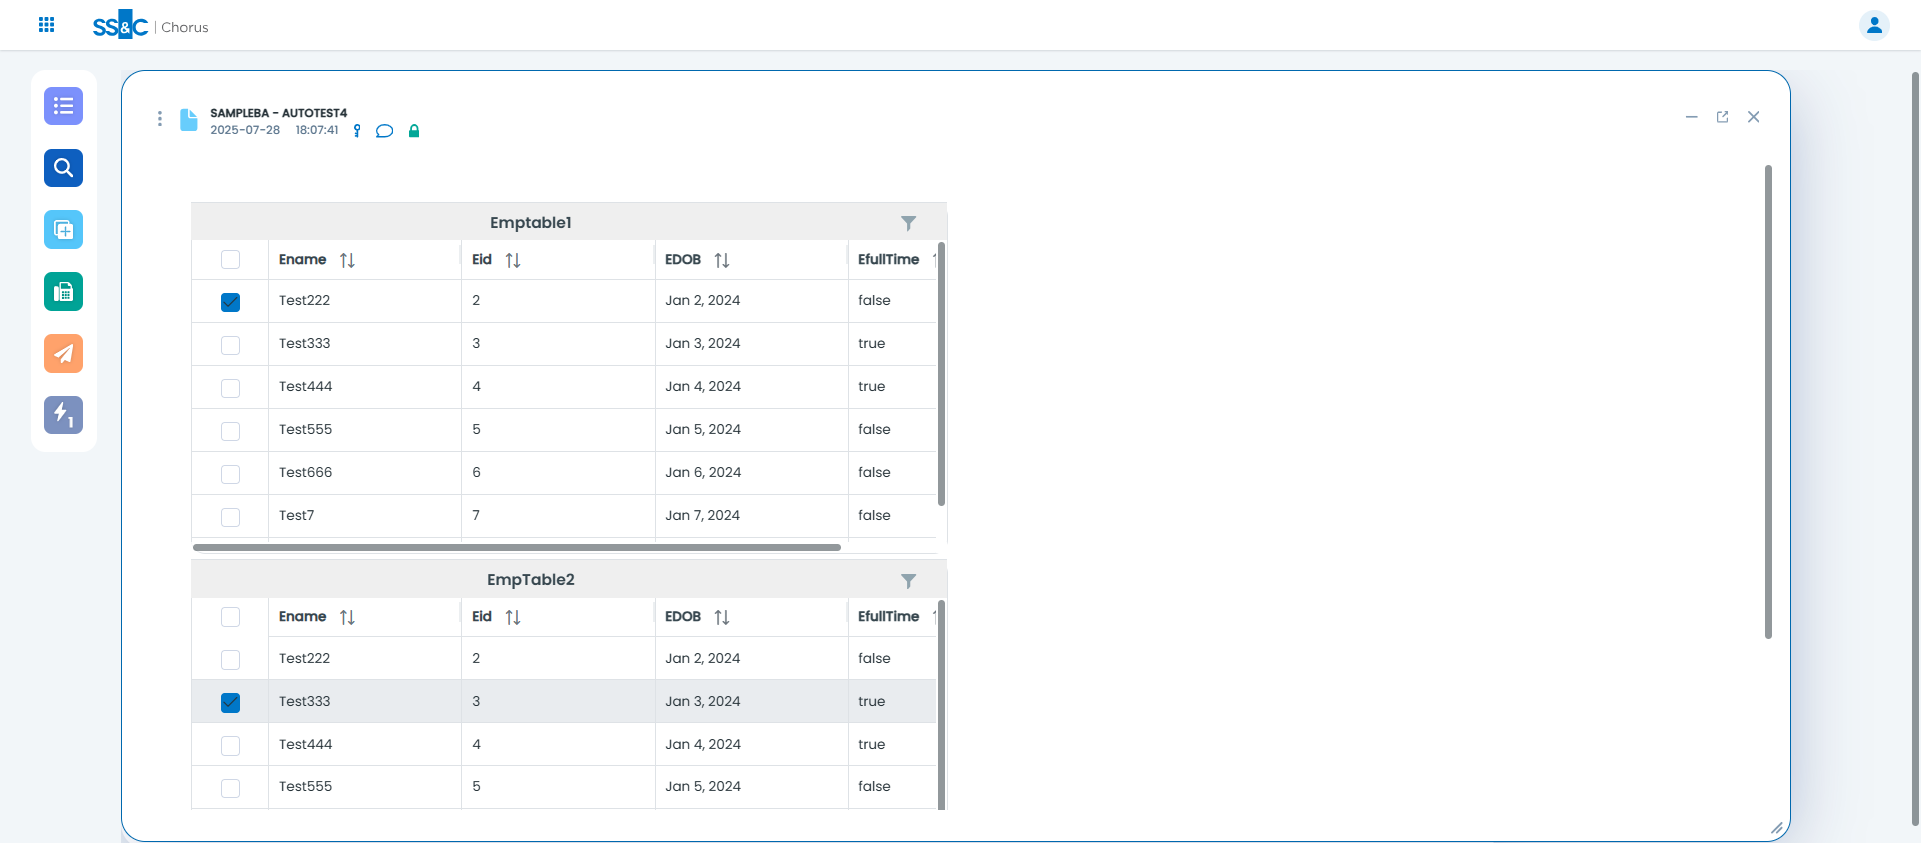 SS&C | Chorus
SAMPLEBA - AUTOTEST4
2025-07-28 18:07:41
1
Emptable1
Ename Eid EDOB EfullTime
Test222 2 Jan 2, 2024 false
Test333 3 Jan 3, 2024 true
Test444 4 Jan 4, 2024 true
Test555 5 Jan 5, 2024 false
Test666 6 Jan 6, 2024 false
Test7 7 Jan 7, 2024 false
EmpTable2
Ename Eid EDOB EfullTime
Test222 2 Jan 2, 2024 false
Test333 3 Jan 3, 2024 true
Test444 4 Jan 4, 2024 true
Test555 5 Jan 5, 2024 false